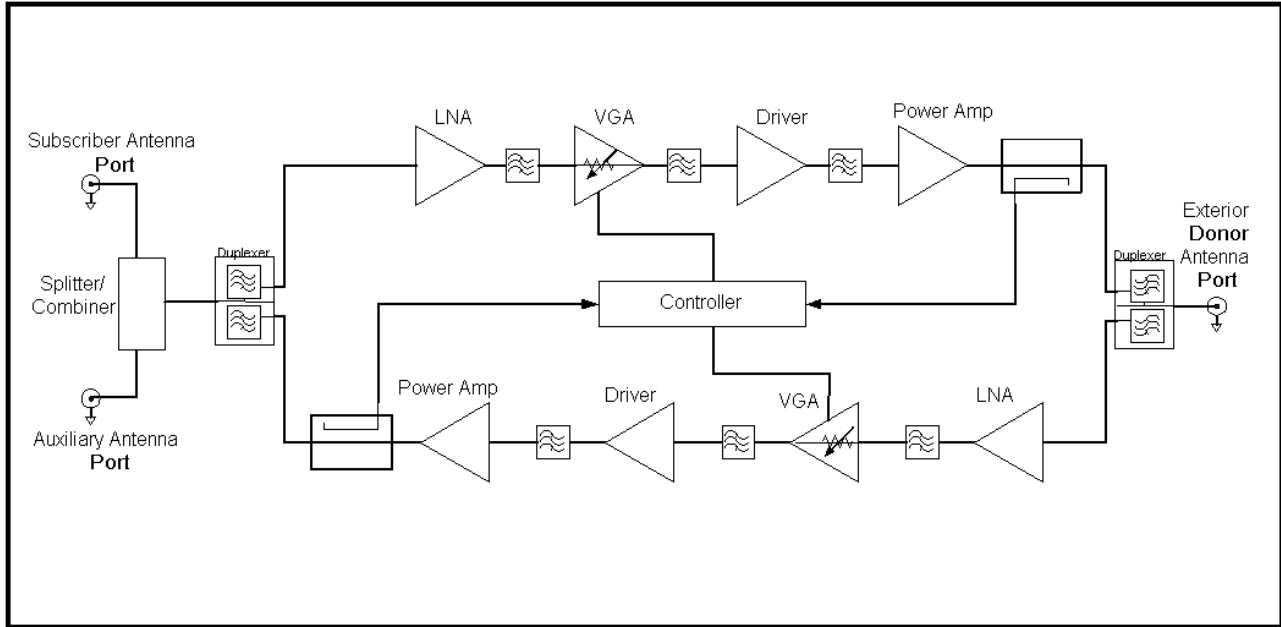 LNA
VGA
Driver
Power Amp
Subscriber Antenna
Port
Exterior
Donor
Antenna
Port
Duplexer
Duplexer
Splitter/
Combiner
Controller
Power Amp
Driver
VGA
LNA
Auxiliary Antenna
Port